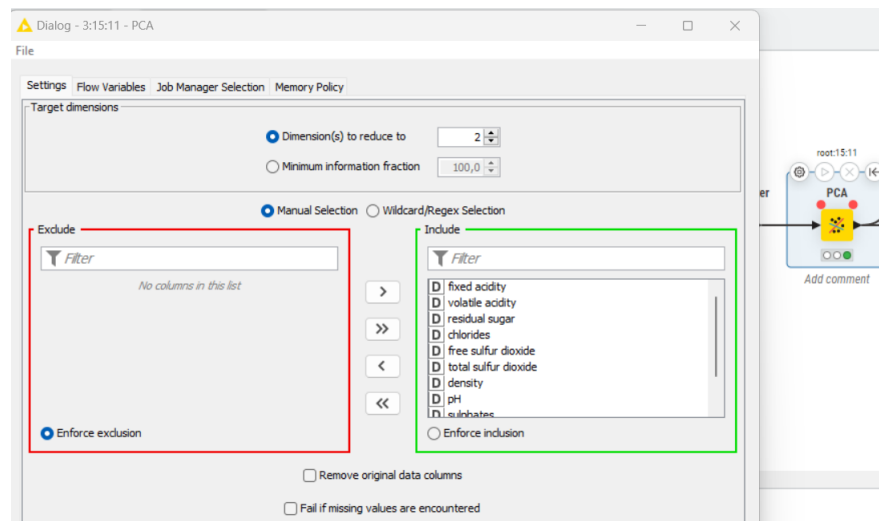 Dialog - 3:15:11 - PCA
File
Settings Flow Variables Job Manager Selection Memory Policy
Target dimensions
Dimension(s) to reduce to 2
Minimum information fraction 100,0
Manual Selection Wildcard/Regex Selection
Exclude
Filter
No columns in this list
Enforce exclusion
>
>>
<
<<
Include
Filter
D fixed acidity
D volatile acidity
D residual sugar
D chlorides
D free sulfur dioxide
D total sulfur dioxide
D density
D pH
D sulphates
Enforce inclusion
Remove original data columns
Fail if missing values are encountered
er
root:15:11
PCA
Add comment